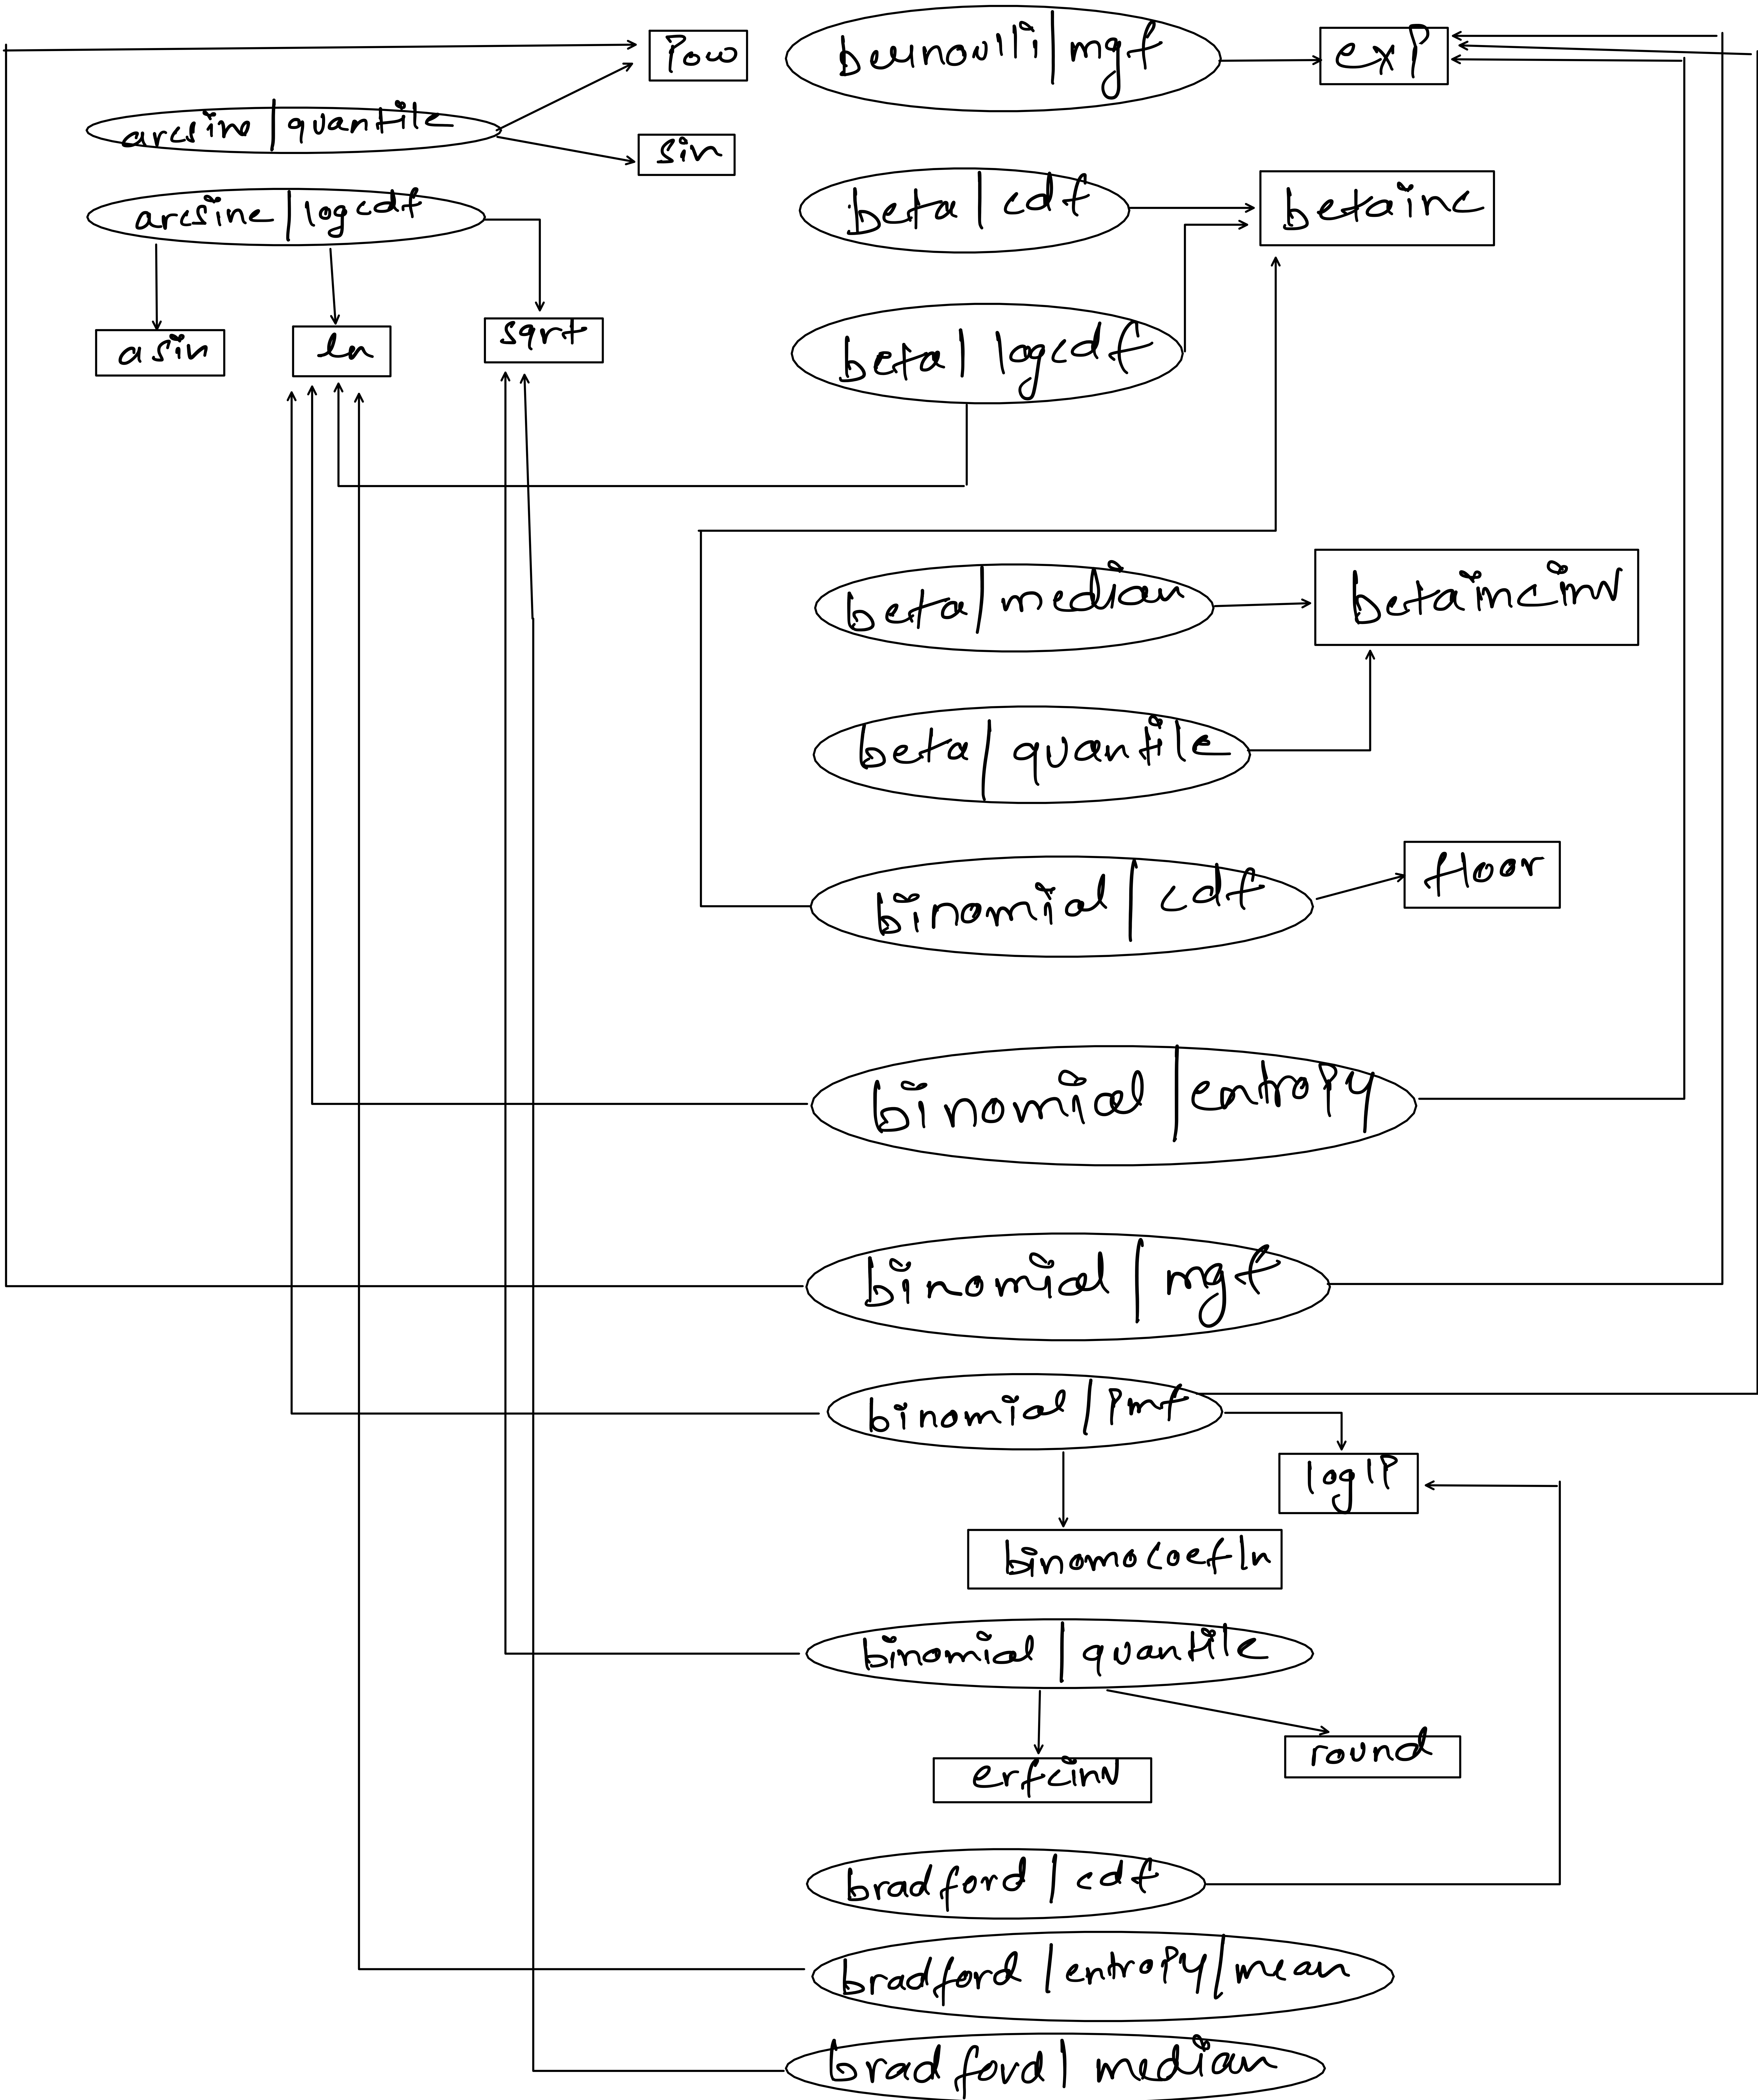 Pow
beunoulli|mgf
exP
arcsine|quantile
sin
beta|cdf
betainc
arcsine|logcdf
asin
ln
sqrt
beta|logcdf
beta/median
betaincinv
beta/quantile
binomial|cdf
floor
binomial|entroPy
binomial|mgf
binomial/Pmf
log1P
binomocoefln
binomial|quantile
erfcinv
round
bradford|cdf
bradford/entroPy/mean
bradford|median